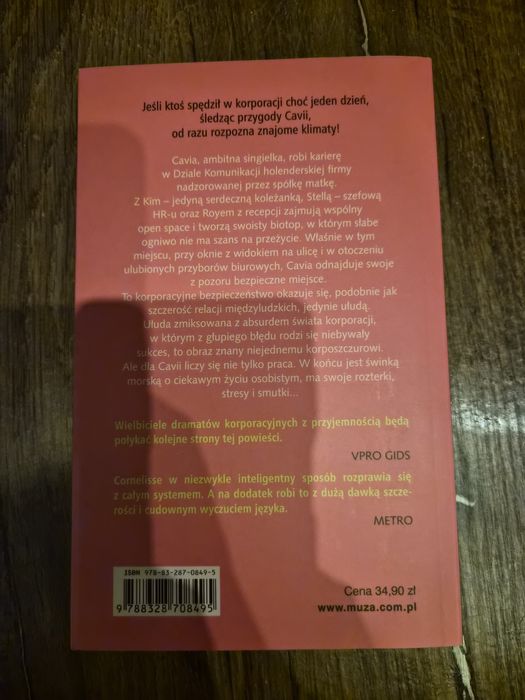 Jeśli ktoś spędził w korporacji choć jeden dzień,
śledząc przygody Cavii,
od razu rozpozna znajome klimaty!
Cavia, ambitna singielka, robi karierę
w Dziale Komunikacji holenderskiej firmy
nadzorowanej przez spółkę matkę.
Z Kim – jedyną serdeczną koleżanką, Stellą – szefową
HR-u oraz Royem z recepcji zajmują wspólny
open space i tworzą swoisty biotop, w którym słabe
ogniwo nie ma szans na przeżycie. Właśnie w tym
miejscu, przy oknie z widokiem na ulicę i w otoczeniu
ulubionych przyborów biurowych, Cavia odnajduje swoje
z pozoru bezpieczne miejsce.
To korporacyjne bezpieczeństwo okazuje się, podobnie jak
szczerość relacji międzyludzkich, jedynie ułudą.
Ułuda zmiksowana z absurdem świata korporacji,
w którym z głupiego błędu rodzi się niebywały
sukces, to obraz znany niejednemu korposzczurowi.
Ale dla Cavii liczy się nie tylko praca. W końcu jest świnką
morską o ciekawym życiu osobistym, ma swoje rozterki,
stresy i smutki...
Wielbiciele dramatów korporacyjnych z przyjemnością będą
połykać kolejne strony tej powieści.
VPRO GIDS
Cornelisse w niezwykle inteligentny sposób rozprawia się
z całym systemem. A na dodatek robi to z dużą dawką szcze-
rości i cudownym wyczuciem języka.
METRO
ISBN 978-83-287-0849-5
9 788328 708495
Cena 34,90 zł
www.muza.com.pl